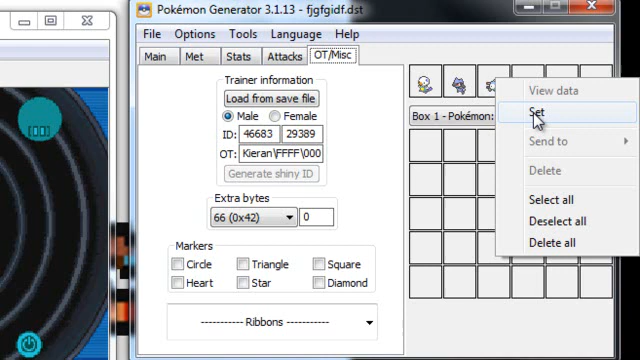 Pokémon Generator 3.1.13 - fjgfgidf.dst
File Options Tools Language Help
Main Met Stats Attacks OT/Misc
Trainer information
Load from save file
Male Female
ID: 46683 29389
OT: Kieran\FFFF\000
Generate shiny ID
Extra bytes
66 (0x42) 0
Markers
Circle Triangle Square
Heart Star Diamond
----------- Ribbons -----------
Box 1 - Pokémon:
View data
Set
Send to
Delete
Select all
Deselect all
Delete all